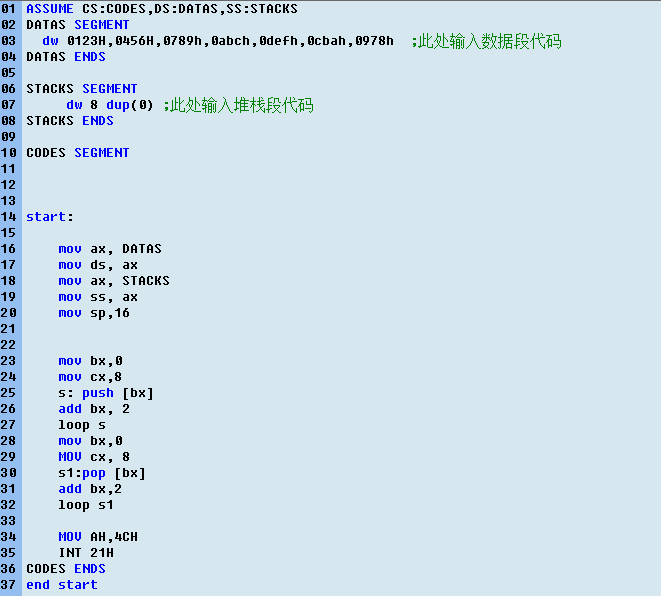 01 ASSUME CS:CODES,DS:DATAS,SS:STACKS
02 DATAS SEGMENT
03   dw 0123H,0456H,0789h,0abch,0defh,0cbah,0978h  ;此处输入数据段代码
04 DATAS ENDS
05
06 STACKS SEGMENT
07      dw 8 dup(0) ;此处输入堆栈段代码
08 STACKS ENDS
09
10 CODES SEGMENT
11
12
13
14 start:
15
16     mov ax, DATAS
17     mov ds, ax
18     mov ax, STACKS
19     mov ss, ax
20     mov sp,16
21
22
23     mov bx,0
24     mov cx,8
25     s: push [bx]
26     add bx, 2
27     loop s
28     mov bx,0
29     MOV cx, 8
30     s1:pop [bx]
31     add bx,2
32     loop s1
33
34     MOV AH,4CH
35     INT 21H
36 CODES ENDS
37 end start